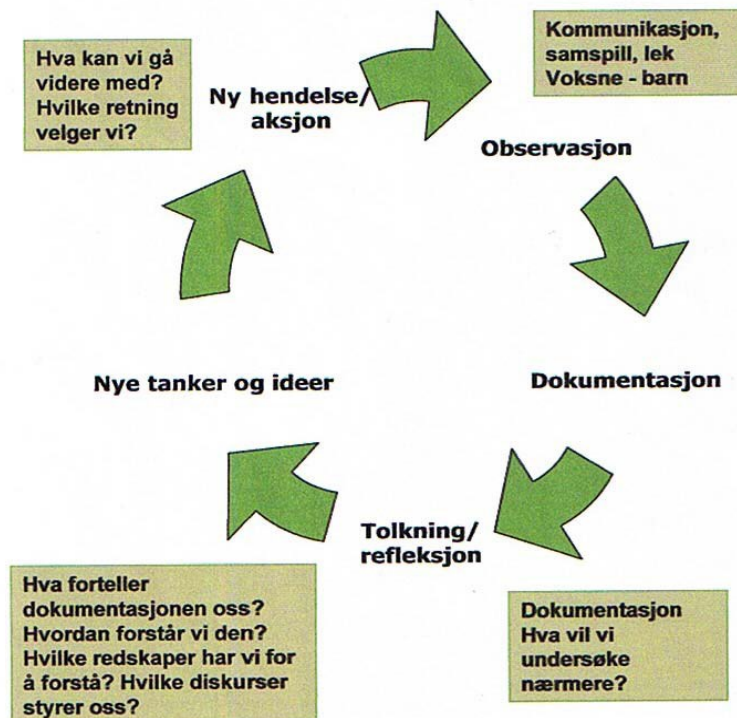 Hva kan vi gå
videre med?
Hvilke retning
velger vi?
Ny hendelse/
aksjon
Kommunikasjon,
samspill, lek
Voksne - barn
Observasjon
Dokumentasjon
Dokumentasjon
Hva vil vi
undersøke
nærmere?
Tolkning/
refleksjon
Hva forteller
dokumentasjonen oss?
Hvordan forstår vi den?
Hvilke redskaper har vi for
å forstå? Hvilke diskurser
styrer oss?
Nye tanker og ideer